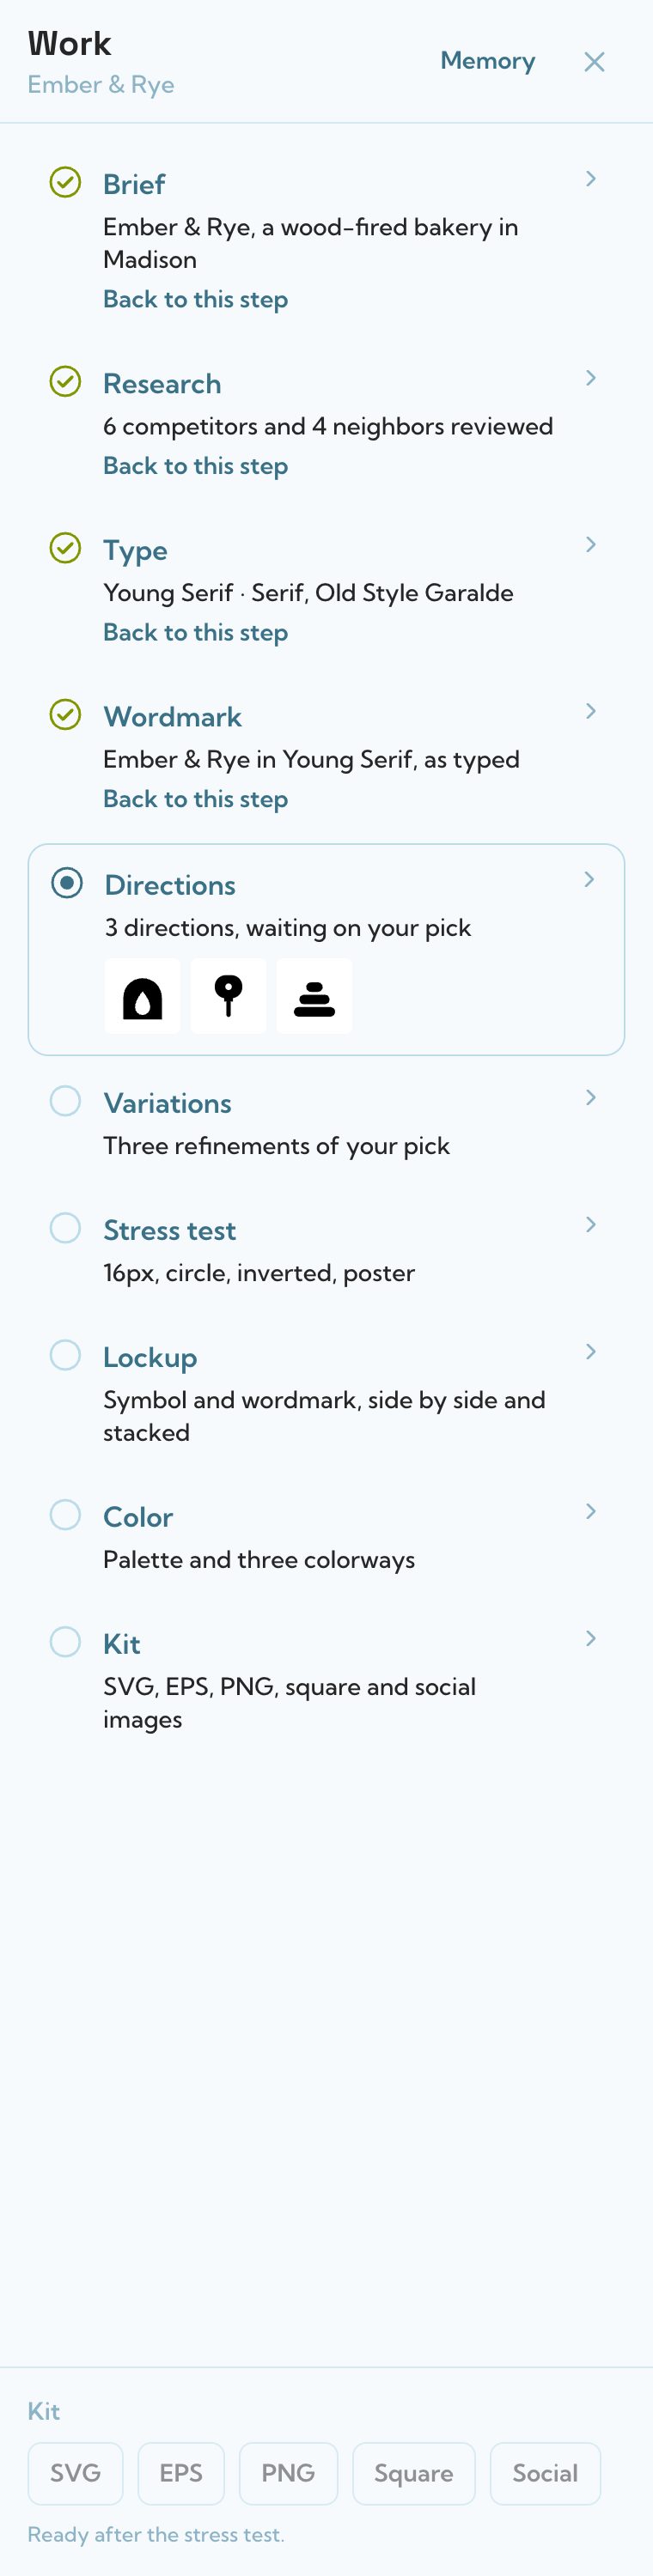 Work
Ember & Rye
Memory
Brief
Ember & Rye, a wood-fired bakery in
Madison
Back to this step
Research
6 competitors and 4 neighbors reviewed
Back to this step
Type
Young Serif · Serif, Old Style Garalde
Back to this step
Wordmark
Ember & Rye in Young Serif, as typed
Back to this step
Directions
3 directions, waiting on your pick
Variations
Three refinements of your pick
Stress test
16px, circle, inverted, poster
Lockup
Symbol and wordmark, side by side and
stacked
Color
Palette and three colorways
Kit
SVG, EPS, PNG, square and social
images
Kit
SVG
EPS
PNG
Square
Social
Ready after the stress test.